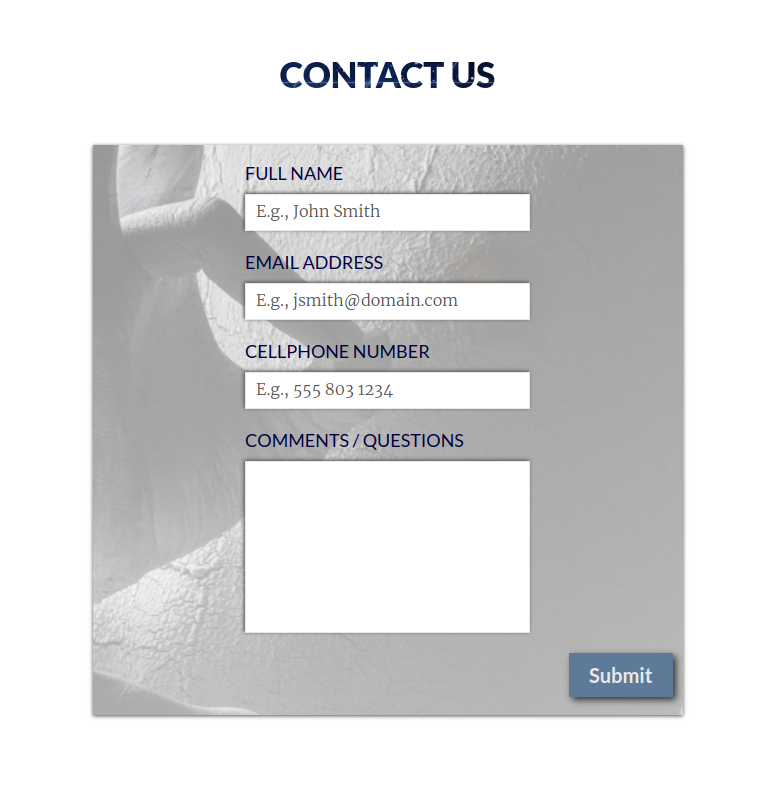 CONTACT US
FULL NAME
E.g., John Smith
EMAIL ADDRESS
E.g., jsmith@domain.com
CELLPHONE NUMBER
E.g., 555 803 1234
COMMENTS / QUESTIONS
Submit